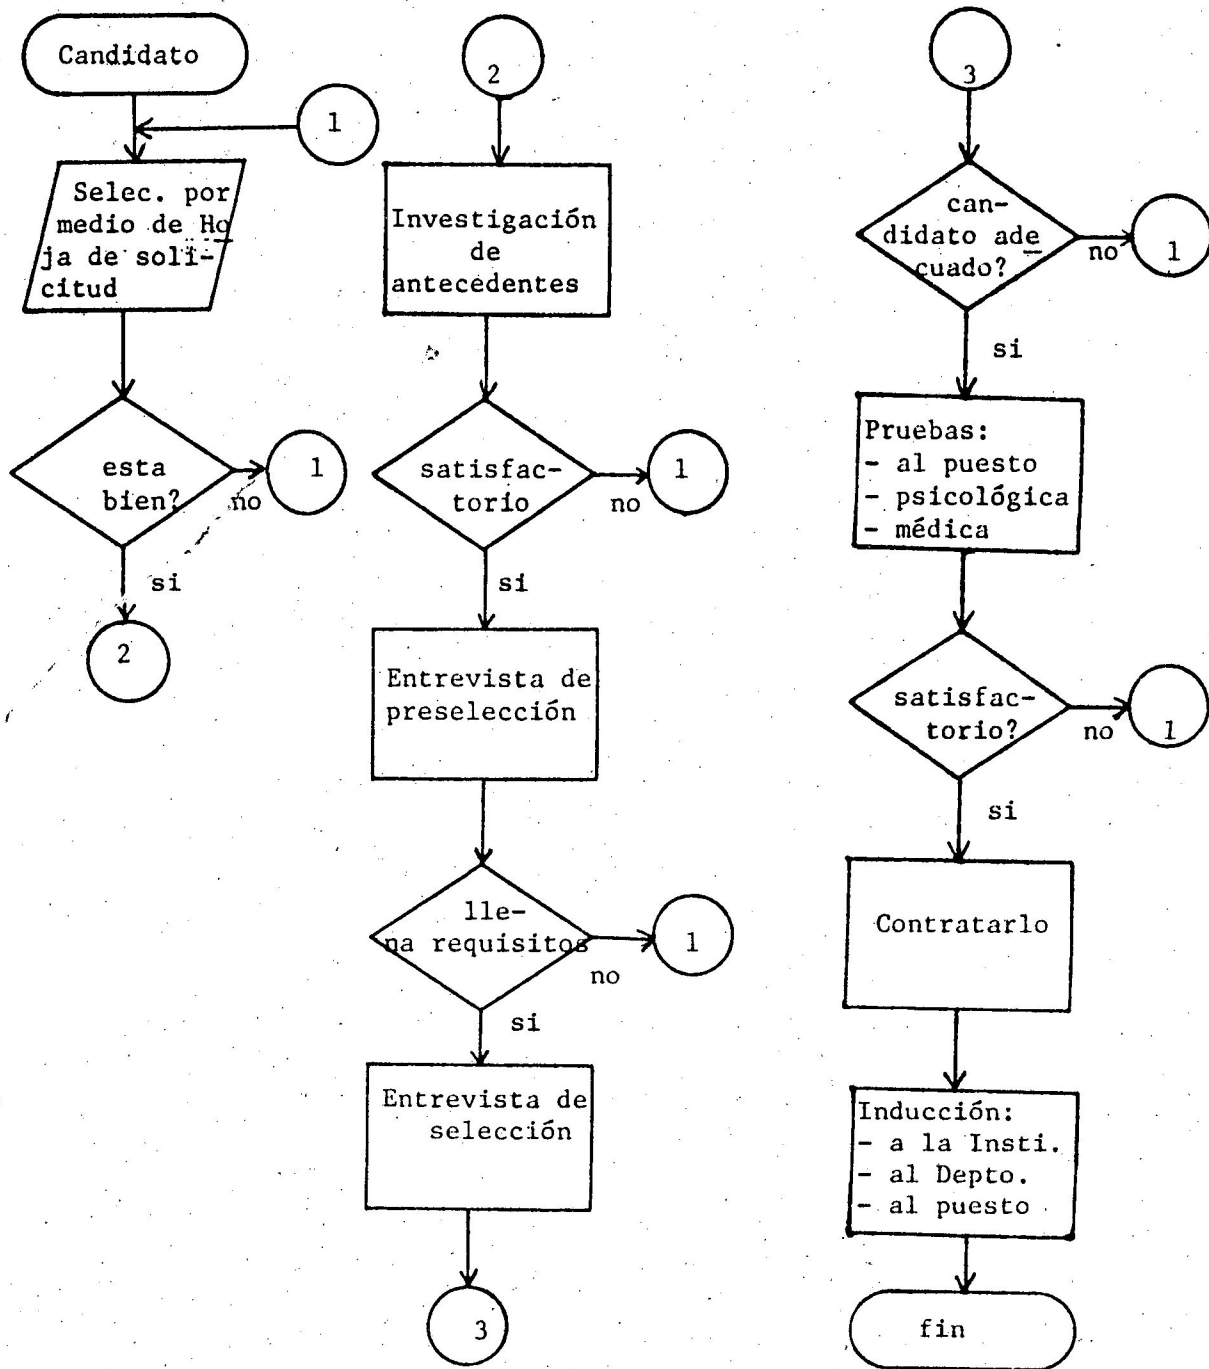 Candidato
1
Selec. por
medio de Ho
ja de soli-
citud
esta
bien?
no
1
si
2
2
Investigación
de
antecedentes
satisfac-
torio
no
1
si
Entrevista de
preselección
lle-
na requisitos
no
1
si
Entrevista de
selección
3
3
can-
didato ade
cuado?
no
1
si
Pruebas:
- al puesto
- psicológica
- médica
satisfac-
torio?
no
1
si
Contratarlo
Inducción:
- a la Insti.
- al Depto.
- al puesto
fin